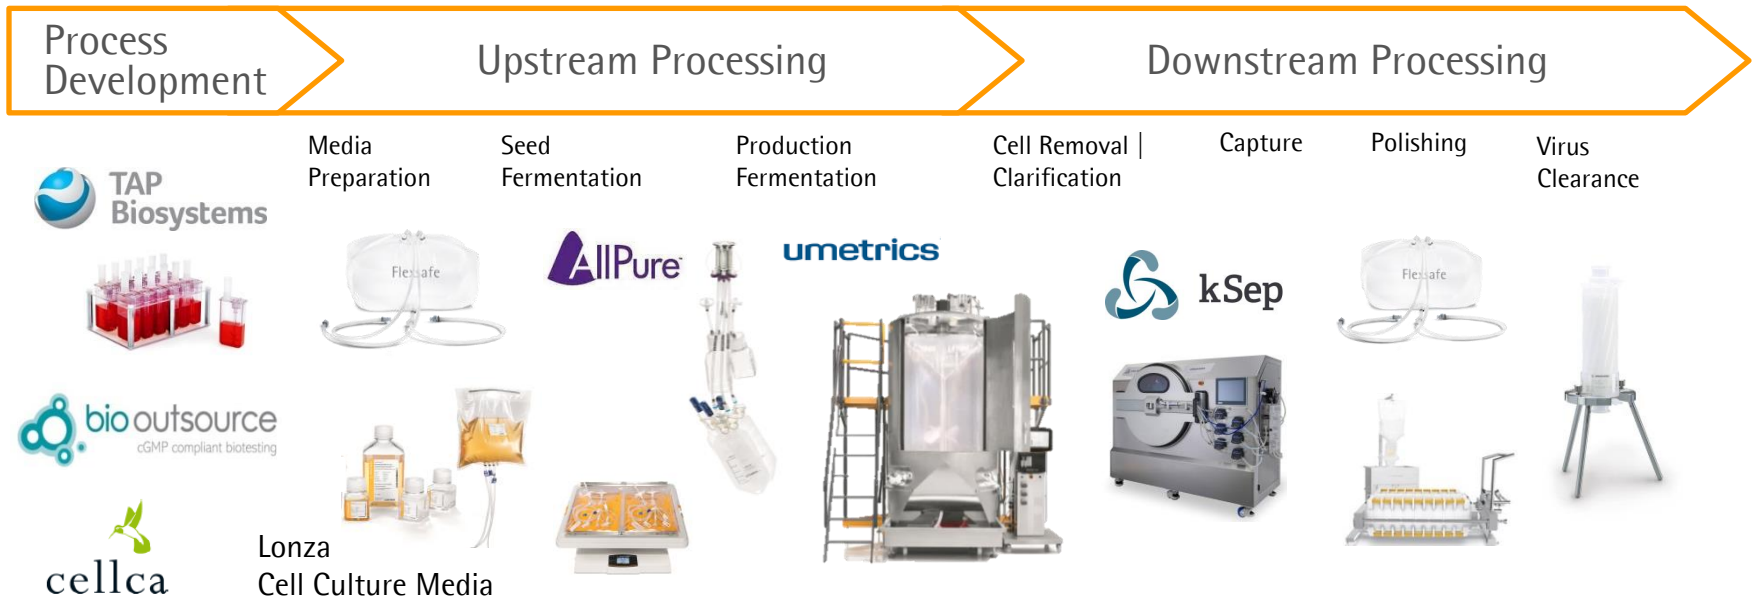 Process
Development
Upstream Processing
Downstream Processing
Media
Preparation
Seed
Fermentation
Production
Fermentation
Cell Removal |
Clarification
Capture
Polishing
Virus
Clearance
TAP
Biosystems
Flexsafe
AllPure
umetrics
kSep
Flexsafe
bio outsource
cGMP compliant biotesting
cellca
Lonza
Cell Culture Media